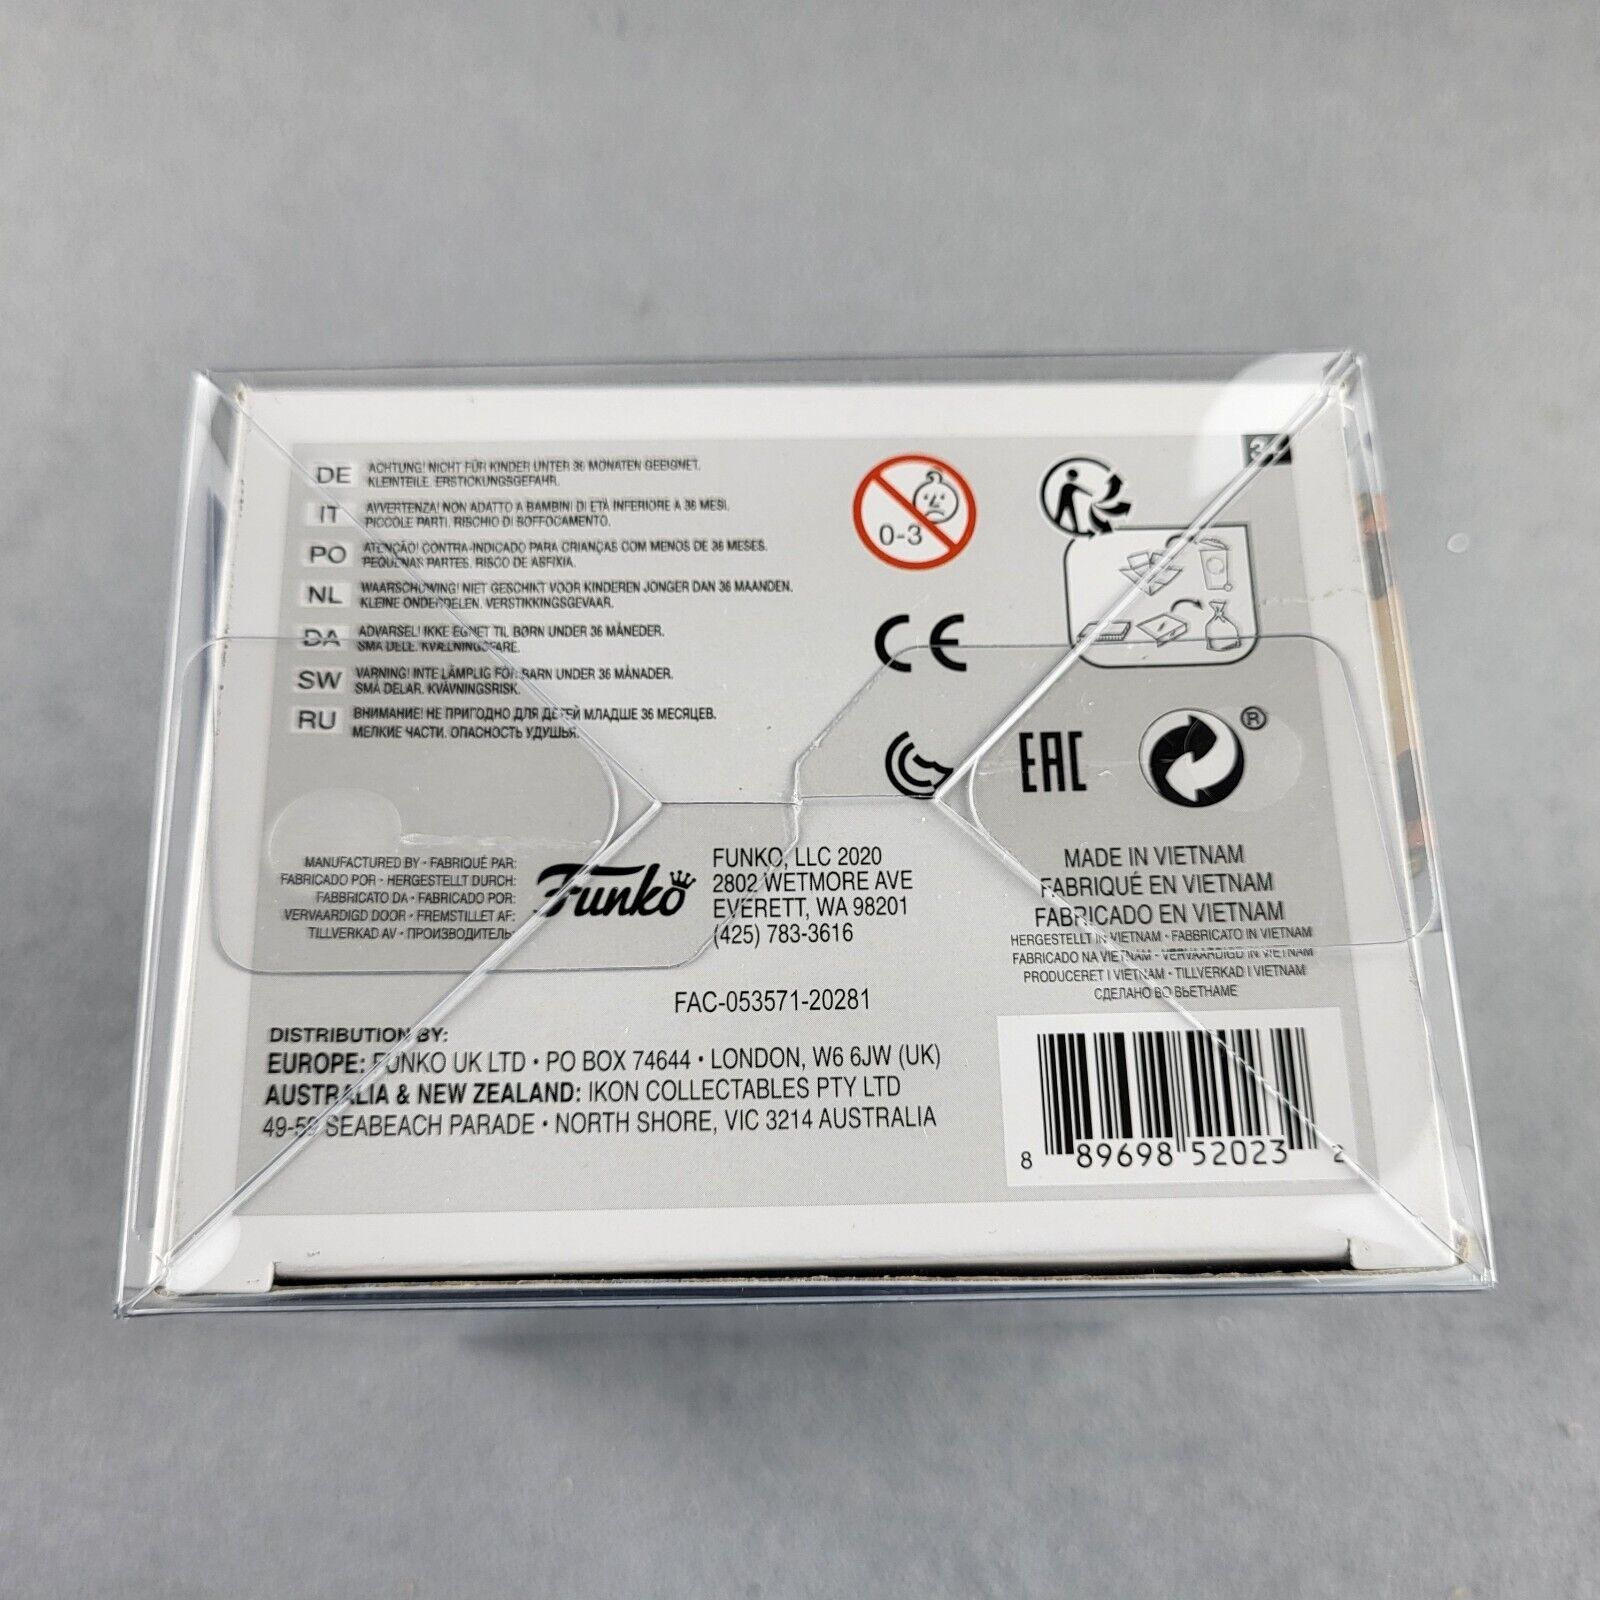 DE ACHTUNG! NICHT FÜR KINDER UNTER 36 MONATEN GEEIGNET.
KLEINTEILE. ERSTICKUNGSGEFAHR.
IT AVVERTENZA! NON ADATTO A BAMBINI DI ETÀ INFERIORE A 36 MESI.
PICCOLE PARTI. RISCHIO DI SOFFOCAMENTO.
PO ATENÇÃO! CONTRA-INDICADO PARA CRIANÇAS COM MENOS DE 36 MESES.
PEQUENAS PARTES. RISCO DE ASFIXIA.
NL WAARSCHUWING! NIET GESCHIKT VOOR KINDEREN JONGER DAN 36 MAANDEN.
KLEINE ONDERDELEN. VERSTIKKINGSGEVAAR.
DA ADVARSEL! IKKE EGNET TIL BØRN UNDER 36 MÅNEDER.
SMÅ DELE. KVÆLNINGSFARE.
SW VARNING! INTE LÄMPLIG FÖR BARN UNDER 36 MÅNADER.
SMÅ DELAR. KVÄVNINGSRISK.
RU ВНИМАНИЕ! НЕ ПРИГОДНО ДЛЯ ДЕТЕЙ МЛАДШЕ 36 МЕСЯЦЕВ.
МЕЛКИЕ ЧАСТИ. ОПАСНОСТЬ УДУШЬЯ.
0-3
CE
EAC
®
MANUFACTURED BY • FABRIQUÉ PAR:
FABRICADO POR • HERGESTELLT DURCH:
FABBRICATO DA • FABRICADO POR:
VERVAARDIGD DOOR • FREMSTILLET AF:
TILLVERKAD AV • ПРОИЗВОДИТЕЛЬ:
Funko
FUNKO, LLC 2020
2802 WETMORE AVE
EVERETT, WA 98201
(425) 783-3616
MADE IN VIETNAM
FABRIQUÉ EN VIETNAM
FABRICADO EN VIETNAM
HERGESTELLT IN VIETNAM • FABBRICATO IN VIETNAM
FABRICADO NA VIETNAM • VERVAARDIGD IN VIETNAM
PRODUCERET I VIETNAM • TILLVERKAD I VIETNAM
СДЕЛАНО ВО ВЬЕТНАМЕ
FAC-053571-20281
DISTRIBUTION BY:
EUROPE: FUNKO UK LTD • PO BOX 74644 • LONDON, W6 6JW (UK)
AUSTRALIA & NEW ZEALAND: IKON COLLECTABLES PTY LTD
49-59 SEABEACH PARADE • NORTH SHORE, VIC 3214 AUSTRALIA
8 89698 52023 2